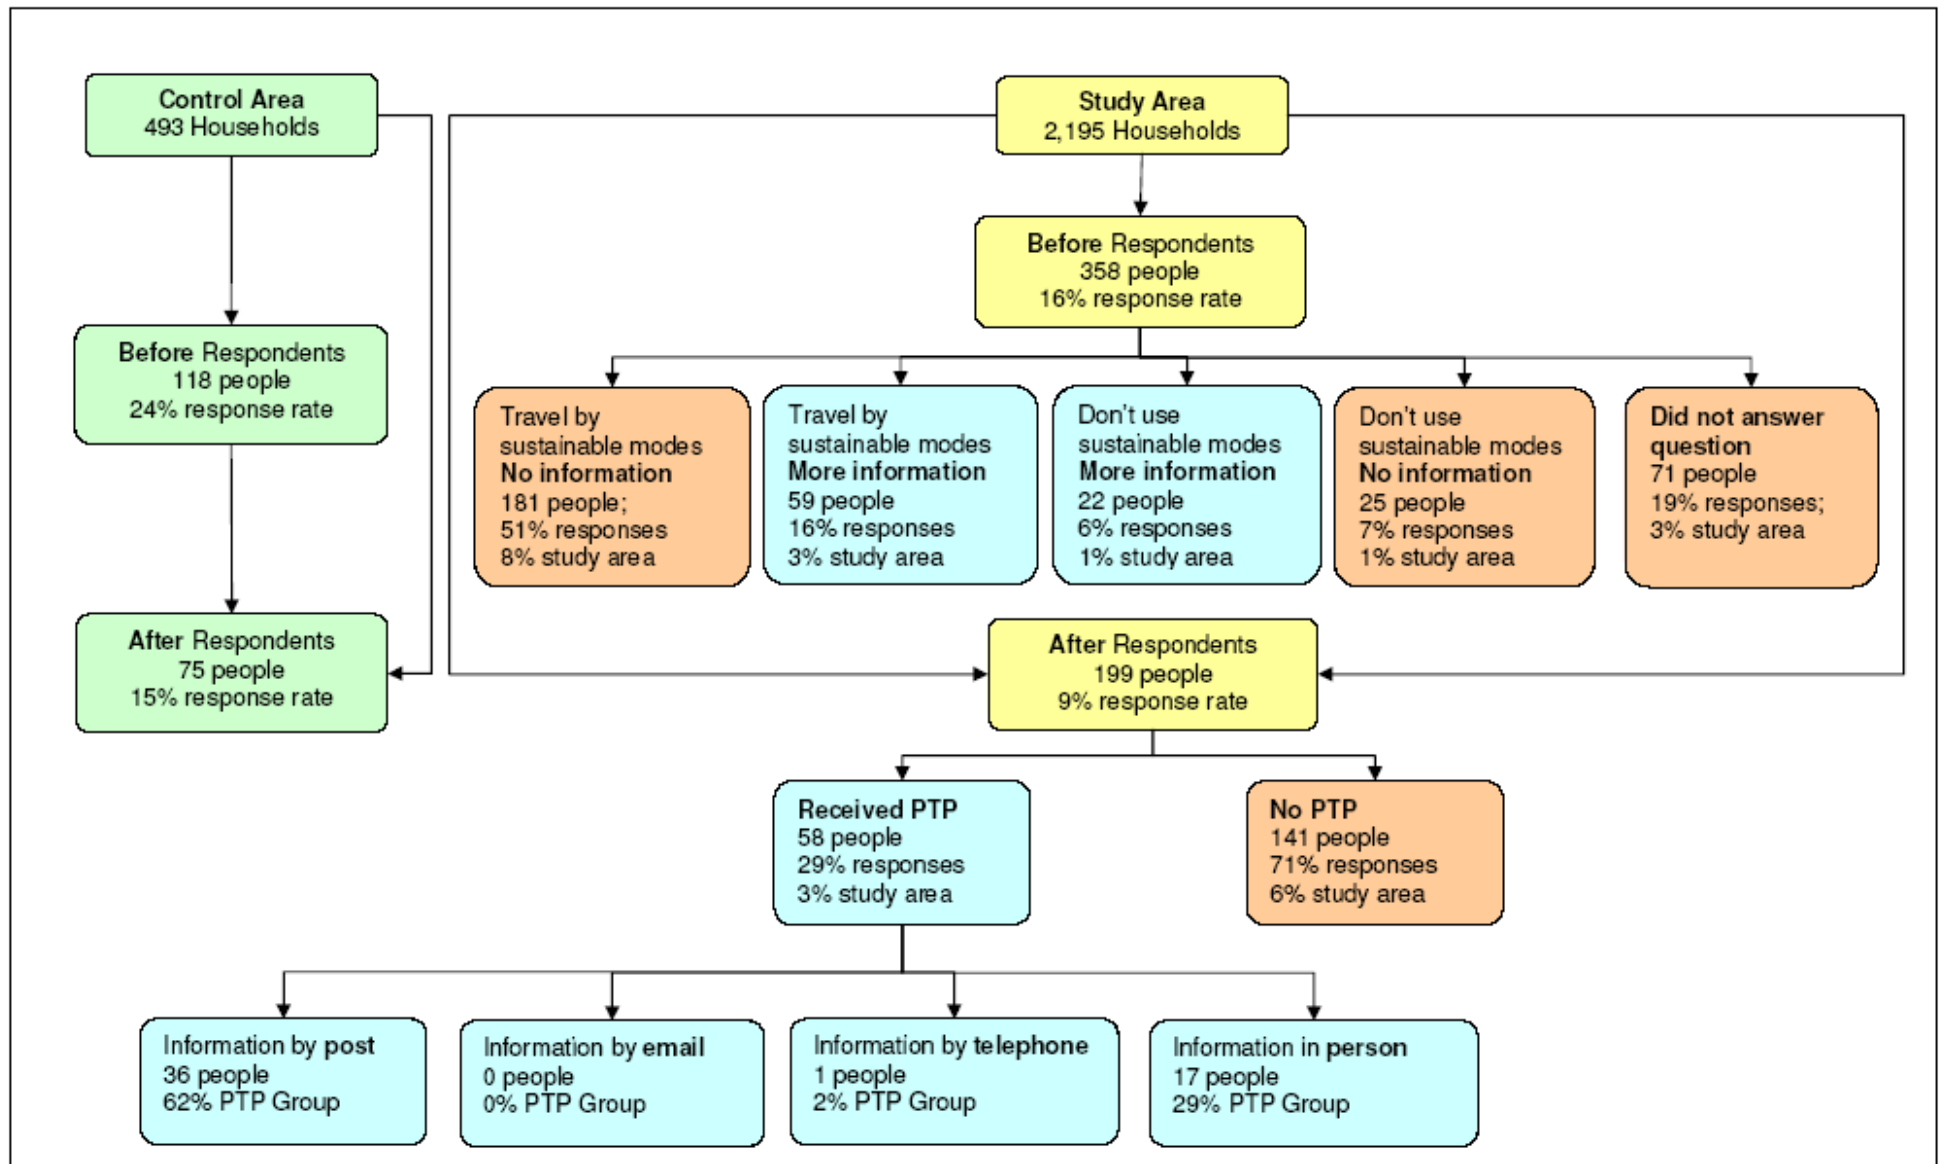 Control Area
493 Households
Study Area
2,195 Households
Before Respondents
358 people
16% response rate
Before Respondents
118 people
24% response rate
Travel by
sustainable modes
No information
181 people;
51% responses
8% study area
Travel by
sustainable modes
More information
59 people
16% responses
3% study area
Don't use
sustainable modes
More information
22 people
6% responses
1% study area
Don't use
sustainable modes
No information
25 people
7% responses
1% study area
Did not answer
question
71 people
19% responses;
3% study area
After Respondents
75 people
15% response rate
After Respondents
199 people
9% response rate
Received PTP
58 people
29% responses
3% study area
No PTP
141 people
71% responses
6% study area
Information by post
36 people
62% PTP Group
Information by email
0 people
0% PTP Group
Information by telephone
1 people
2% PTP Group
Information in person
17 people
29% PTP Group